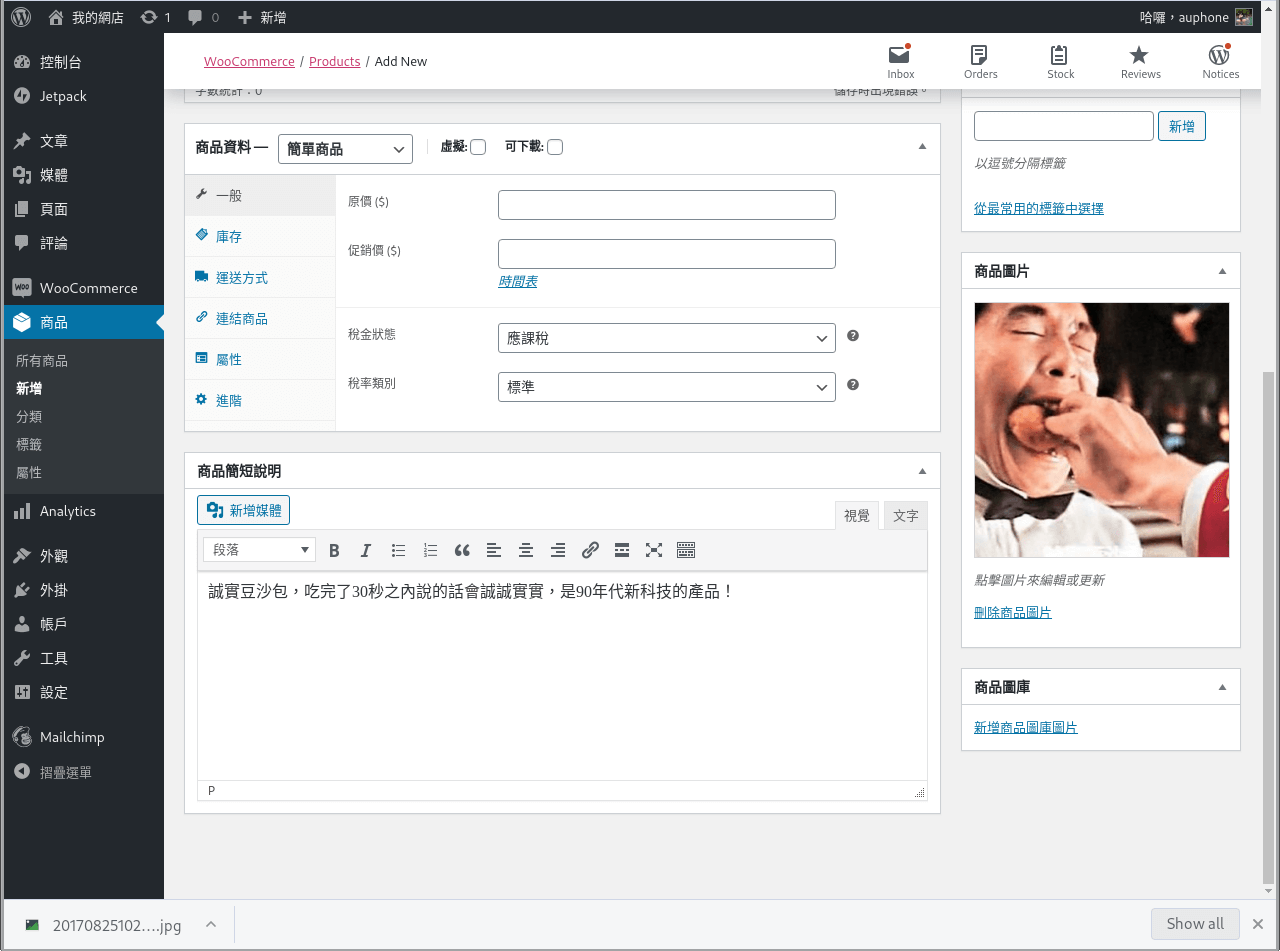 我的網店 1 0 新增
哈囉，auphone
控制台
Jetpack
文章
媒體
頁面
評論
WooCommerce
商品
所有商品
新增
分類
標籤
屬性
Analytics
外觀
外掛
帳戶
工具
設定
Mailchimp
摺疊選單
WooCommerce / Products / Add New
Inbox
Orders
Stock
Reviews
Notices
字數統計：0
儲存時出現錯誤。
商品資料 — 簡單商品 虛擬: 可下載:
一般
庫存
運送方式
連結商品
屬性
進階
原價 ($)
促銷價 ($)
時間表
稅金狀態 應課稅
稅率類別 標準
商品簡短說明
新增媒體
視覺 文字
段落 B I
誠實豆沙包，吃完了30秒之內說的話會誠誠實實，是90年代新科技的產品！
P
新增
以逗號分隔標籤
從最常用的標籤中選擇
商品圖片
點擊圖片來編輯或更新
刪除商品圖片
商品圖庫
新增商品圖庫圖片
20170825102....jpg
Show all